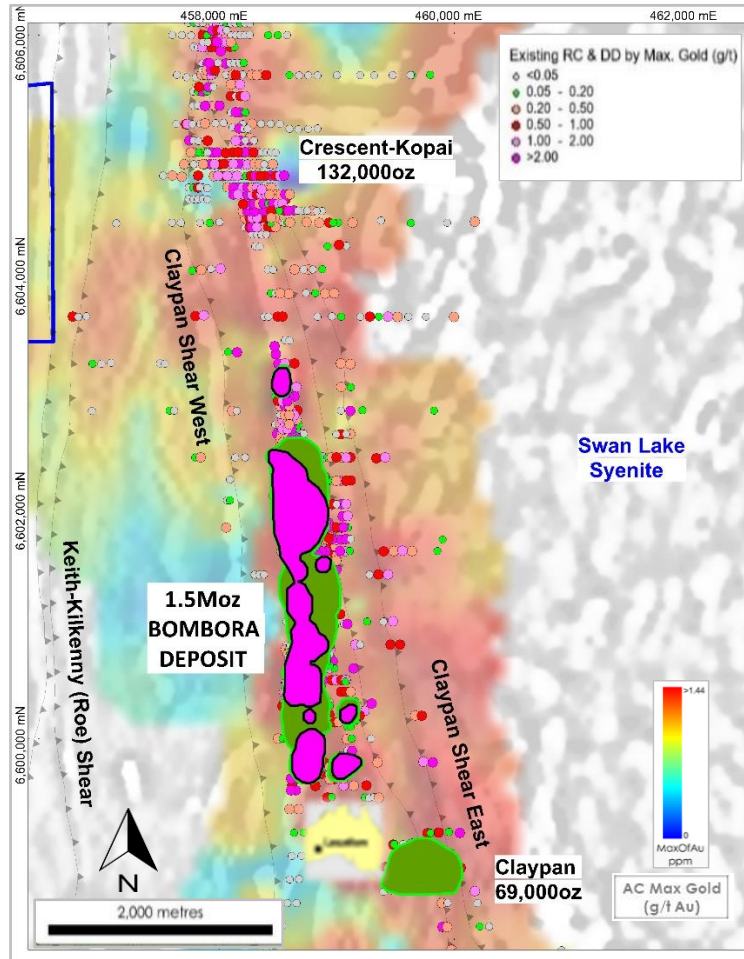 458,000 mE
460,000 mE
462,000 mE
6,606,000 mN
Existing RC & DD by Max. Gold (g/t)
<0.05
0.05 - 0.20
0.20 - 0.50
0.50 - 1.00
1.00 - 2.00
>2.00
Crescent-Kopai
132,000oz
6,604,000 mN
Claypan Shear West
Swan Lake
Syenite
6,602,000 mN
1.5Moz
BOMBORA
DEPOSIT
Keith-Kilkenny (Roe) Shear
Claypan Shear East
6,600,000 mN
>1.44
0
MaxOfAu
ppm
AC Max Gold
(g/t Au)
Claypan
69,000oz
N
2,000 metres